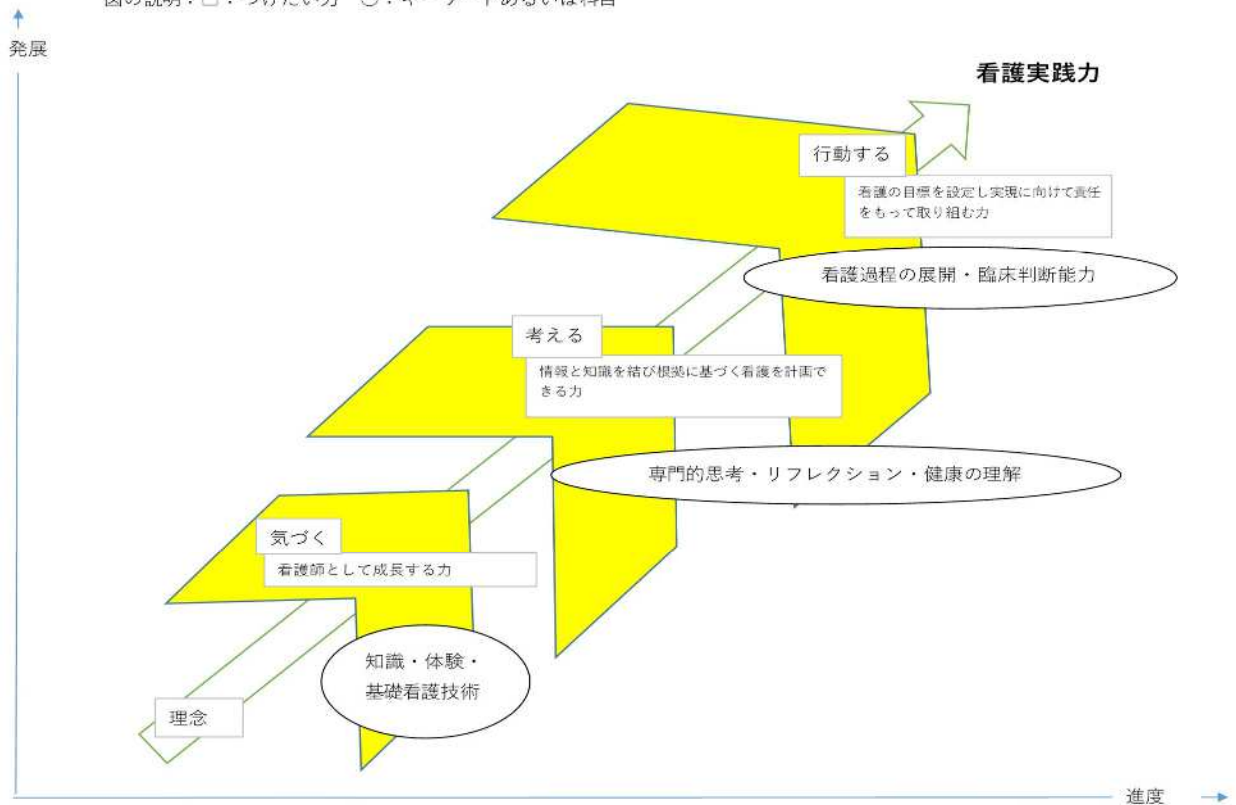 発展
看護実践力
行動する
看護の目標を設定し実現に向けて責任
をもって取り組む力
看護過程の展開・臨床判断能力
考える
情報と知識を結び根拠に基づく看護を計画で
きる力
専門的思考・リフレクション・健康の理解
気づく
看護師として成長する力
知識・体験・
基礎看護技術
理念
進度